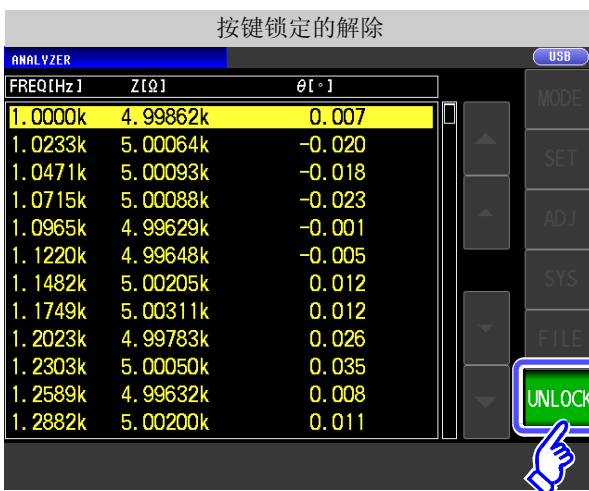 按键锁定的解除
ANALYZER USB
FREQ[Hz] Z[Ω] θ[°]
1.0000k 4.99862k 0.007
1.0233k 5.00064k -0.020
1.0471k 5.00093k -0.018
1.0715k 5.00088k -0.023
1.0965k 4.99629k -0.001
1.1220k 4.99648k -0.005
1.1482k 5.00205k 0.012
1.1749k 5.00311k 0.012
1.2023k 4.99783k 0.026
1.2303k 5.00050k 0.035
1.2589k 4.99632k 0.008
1.2882k 5.00200k 0.011
MODE
SET
ADJ
SYS
FILE
UNLOCK